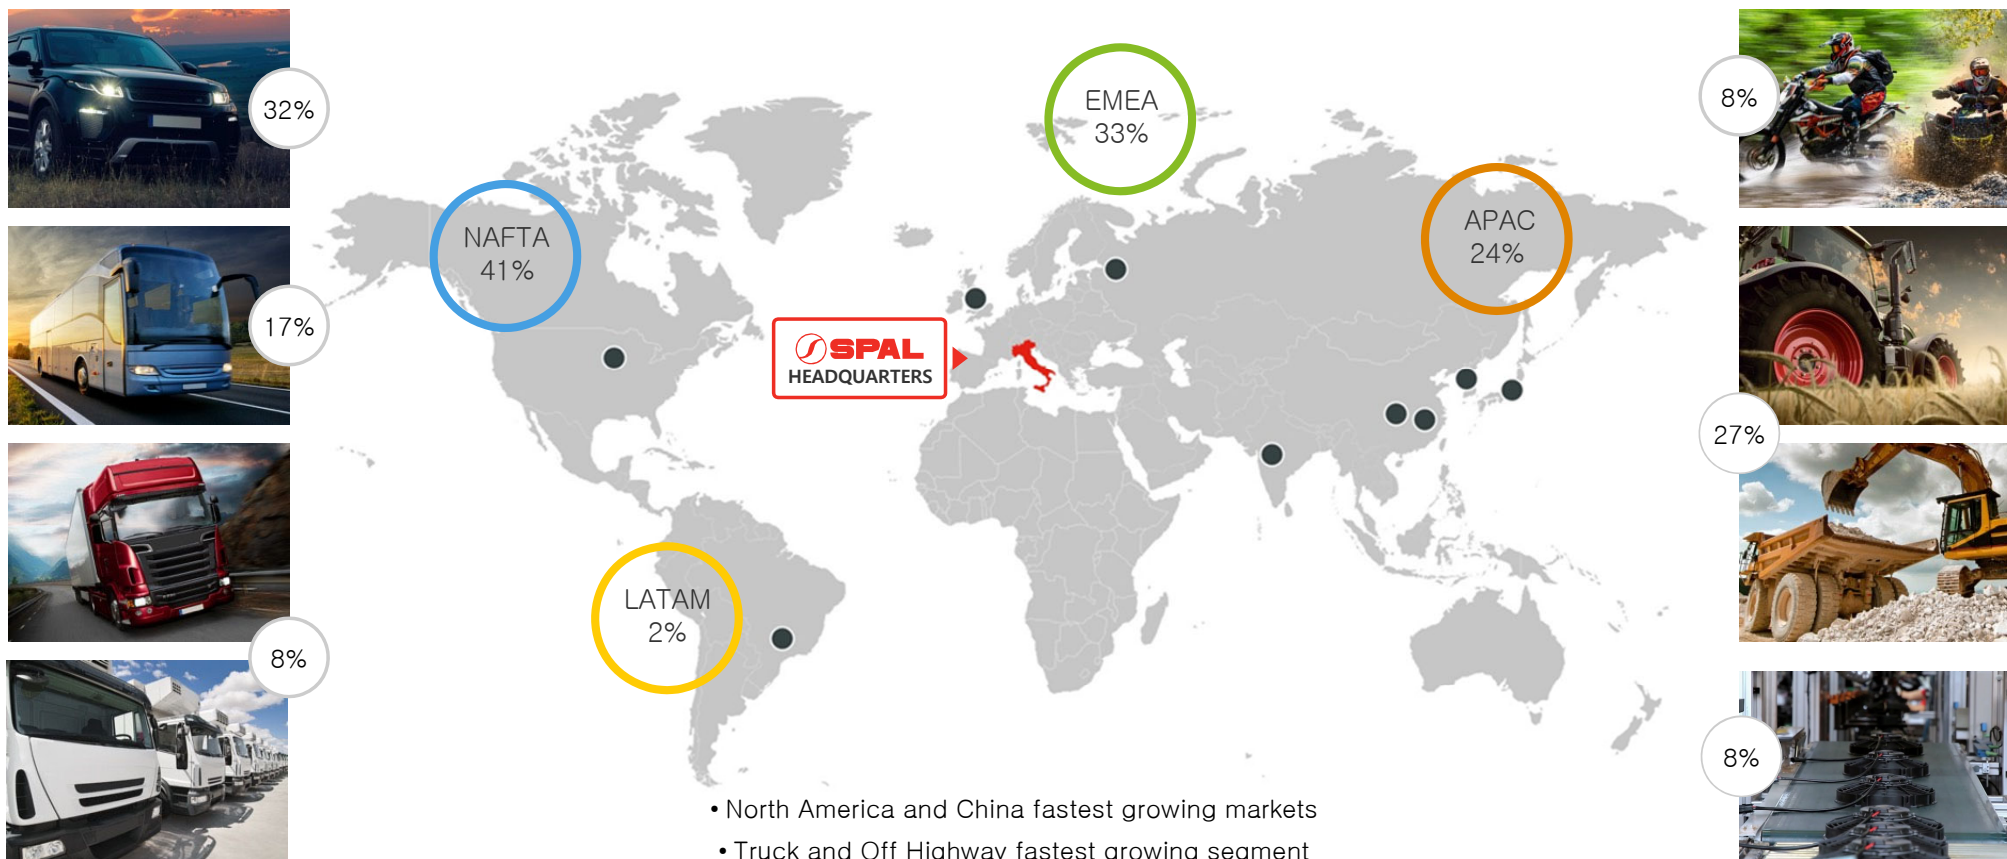 32%
17%
8%
NAFTA
41%
EMEA
33%
APAC
24%
LATAM
2%
SPAL
HEADQUARTERS
8%
27%
8%
• North America and China fastest growing markets
• Truck and Off Highway fastest growing segment